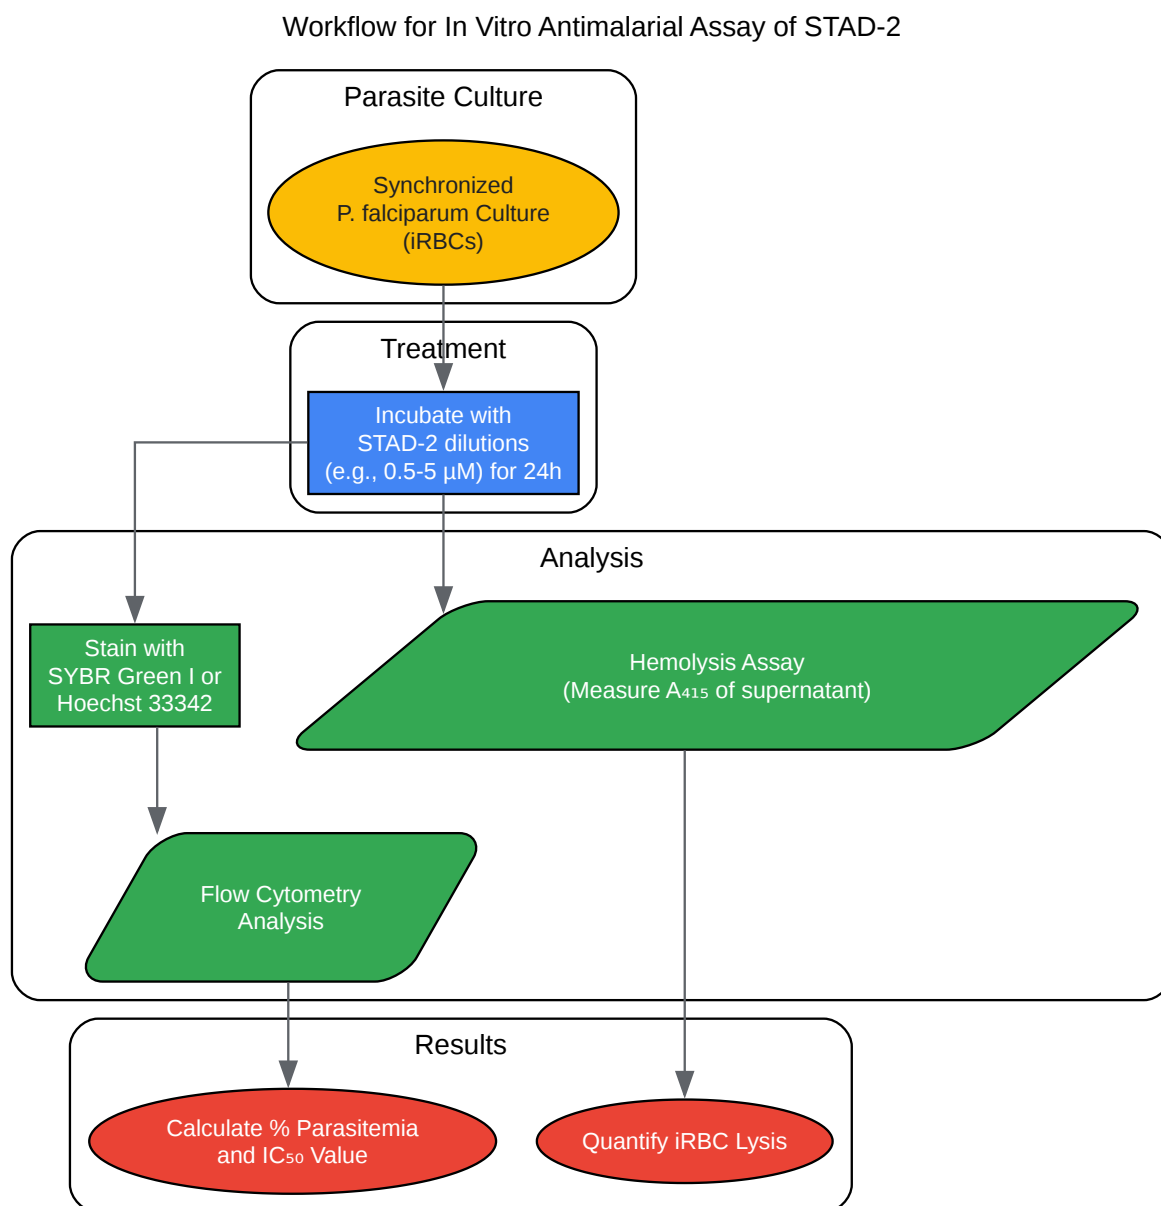 Workflow for In Vitro Antimalarial Assay of STAD-2
Parasite Culture
Synchronized
P. falciparum Culture
(iRBCs)
Treatment
Incubate with
STAD-2 dilutions
(e.g., 0.5-5 µM) for 24h
Analysis
Stain with
SYBR Green I or
Hoechst 33342
Hemolysis Assay
(Measure A₄₁₅ of supernatant)
Flow Cytometry
Analysis
Results
Calculate % Parasitemia
and IC₅₀ Value
Quantify iRBC Lysis